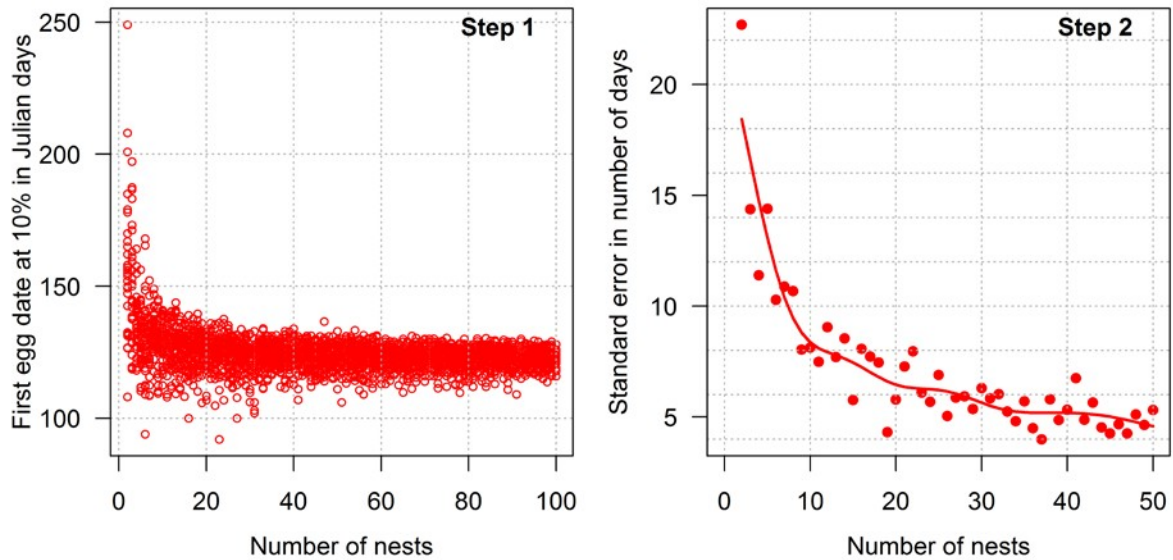 Step 1
First egg date at 10% in Julian days
250
200
150
100
0 20 40 60 80 100
Number of nests
Step 2
Standard error in number of days
20
15
10
5
0 10 20 30 40 50
Number of nests